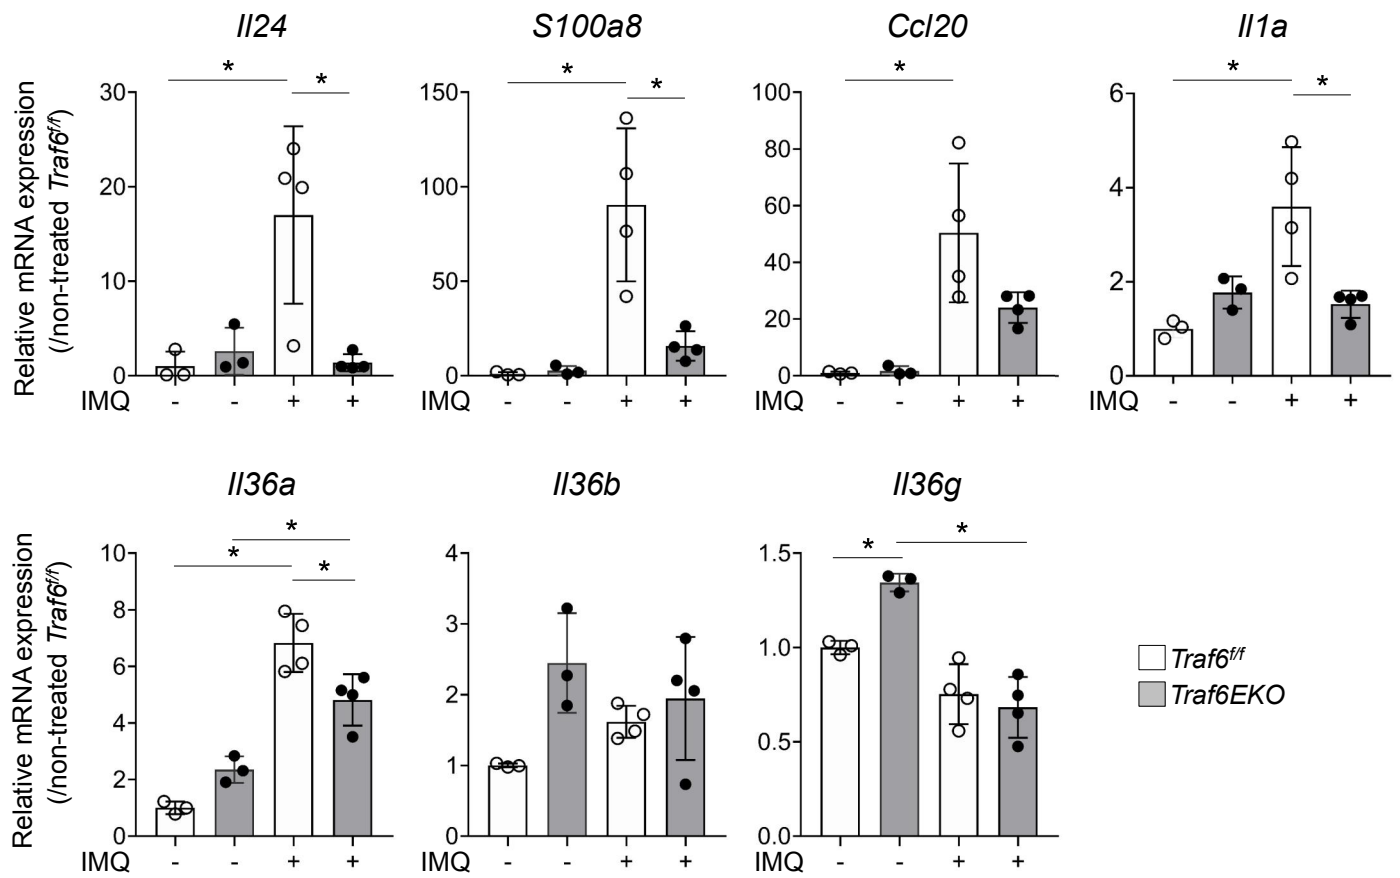 Il24 S100a8 Ccl20 Il1a
* * * * * * *
Relative mRNA expression
(/non-treated Traf6f/f)
30 20 10 0
150 100 50 0
100 80 60 40 20 0
6 4 2 0
IMQ - - + + IMQ - - + + IMQ - - + + IMQ - - + +
Il36a Il36b Il36g
* * * * *
Relative mRNA expression
(/non-treated Traf6f/f)
10 8 6 4 2 0
4 3 2 1 0
1.5 1.0 0.5 0.0
Traf6f/f
Traf6EKO
IMQ - - + + IMQ - - + + IMQ - - + +